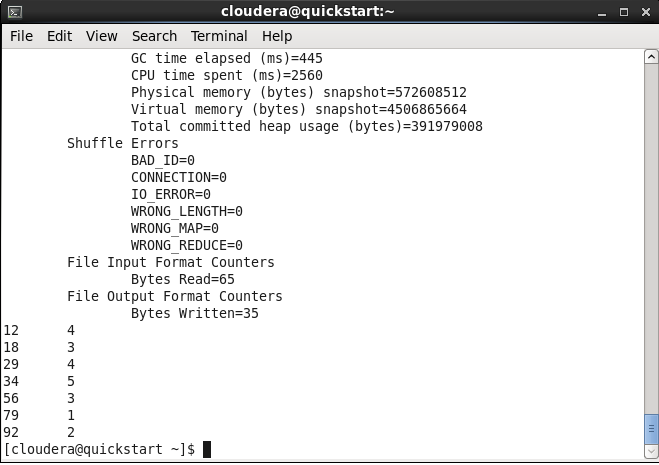 cloudera@quickstart:~
File Edit View Search Terminal Help
GC time elapsed (ms)=445
CPU time spent (ms)=2560
Physical memory (bytes) snapshot=572608512
Virtual memory (bytes) snapshot=4506865664
Total committed heap usage (bytes)=391979008
Shuffle Errors
BAD_ID=0
CONNECTION=0
IO_ERROR=0
WRONG_LENGTH=0
WRONG_MAP=0
WRONG_REDUCE=0
File Input Format Counters
Bytes Read=65
File Output Format Counters
Bytes Written=35
12 4
18 3
29 4
34 5
56 3
79 1
92 2
[cloudera@quickstart ~]$